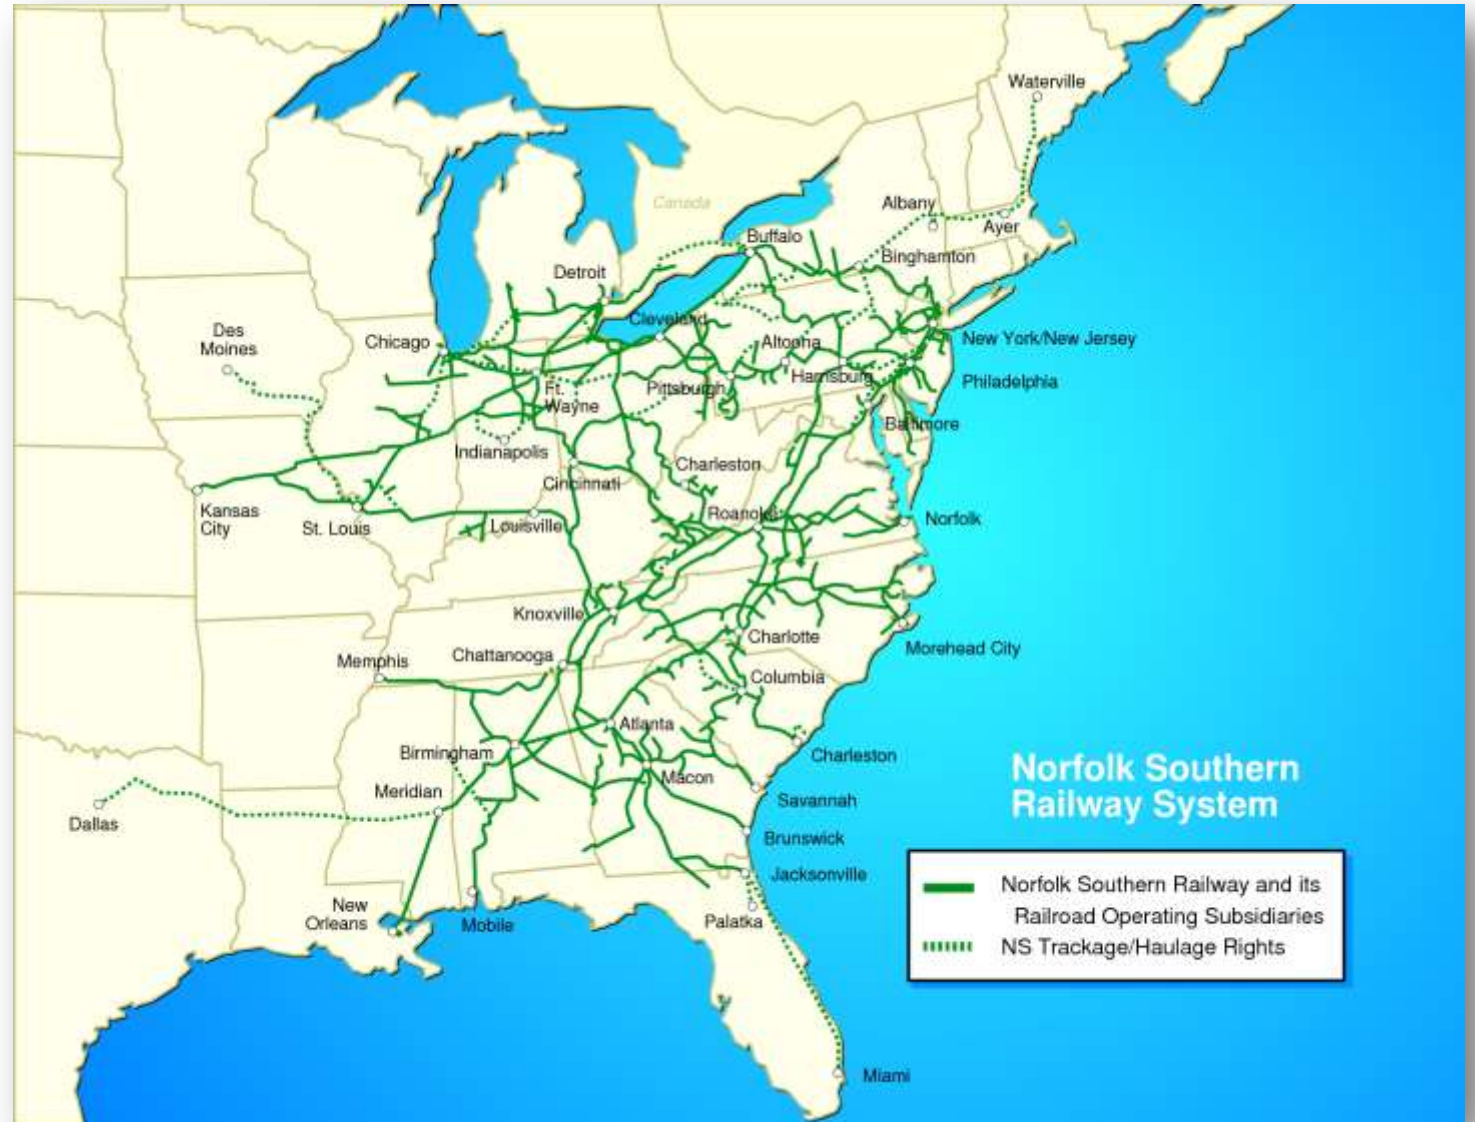 Waterville
Albany
Ayer
Canada
Buffalo
Binghamton
Detroit
Cleveland
Des
Moines
Chicago
Altoona
New York/New Jersey
Ft.
Wayne
Pittsburgh
Harrisburg
Philadelphia
Baltimore
Indianapolis
Charleston
Cincinnati
Kansas
City
St. Louis
Louisville
Roanoke
Norfolk
Knoxville
Charlotte
Morehead City
Memphis
Chattanooga
Columbia
Atlanta
Birmingham
Charleston
Macon
Meridian
Savannah
Dallas
Brunswick
Jacksonville
New
Orleans
Mobile
Palatka
Miami
Norfolk Southern
Railway System
Norfolk Southern Railway and its
Railroad Operating Subsidiaries
NS Trackage/Haulage Rights